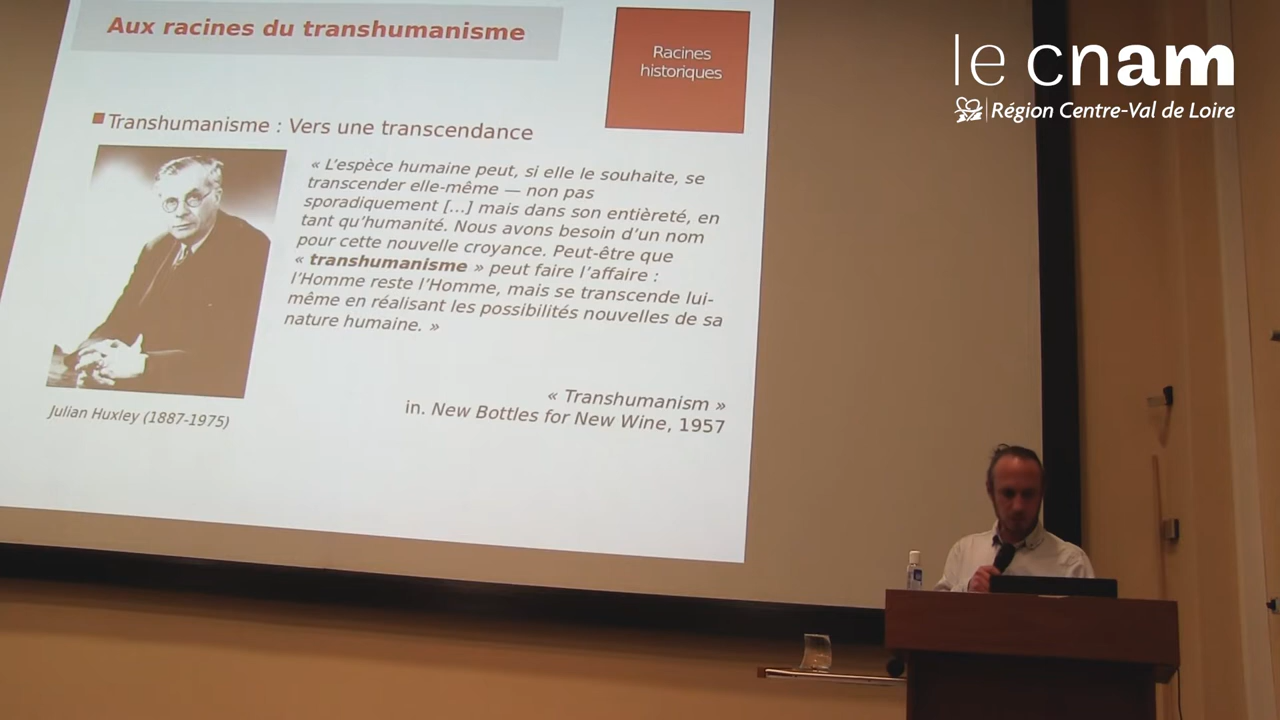 Aux racines du transhumanisme
Racines
historiques
le cnam
Région Centre-Val de Loire
Transhumanisme : Vers une transcendance
« L’espèce humaine peut, si elle le souhaite, se
transcender elle-même — non pas
sporadiquement [...] mais dans son entièreté, en
tant qu’humanité. Nous avons besoin d’un nom
pour cette nouvelle croyance. Peut-être que
« transhumanisme » peut faire l’affaire :
l’Homme reste l’Homme, mais se transcende lui-
même en réalisant les possibilités nouvelles de sa
nature humaine. »
Julian Huxley (1887-1975)
« Transhumanism »
in. New Bottles for New Wine, 1957